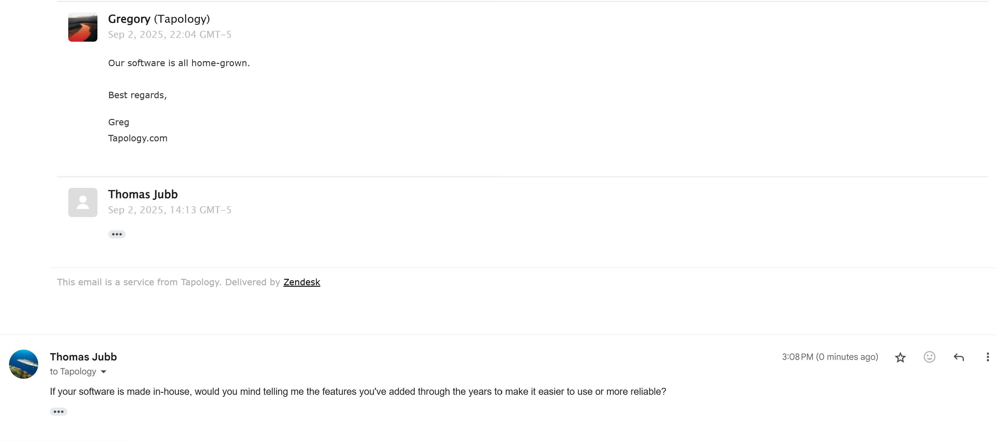 Gregory (Tapology)
Sep 2, 2025, 22:04 GMT−5
Our software is all home-grown.
Best regards,
Greg
Tapology.com
Thomas Jubb
Sep 2, 2025, 14:13 GMT−5
This email is a service from Tapology. Delivered by Zendesk
Thomas Jubb
3:08 PM (0 minutes ago)
to Tapology
If your software is made in-house, would you mind telling me the features you've added through the years to make it easier to use or more reliable?